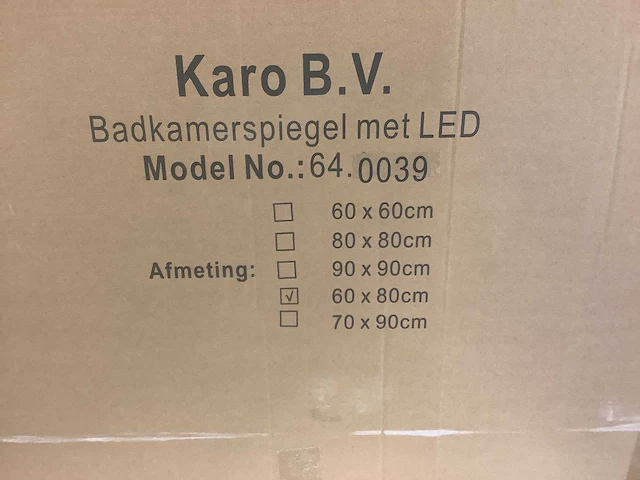 Karo B.V.
Badkamerspiegel met LED
Model No.: 64.0039
☐ 60 x 60cm
☐ 80 x 80cm
Afmeting: ☐ 90 x 90cm
☑ 60 x 80cm
☐ 70 x 90cm